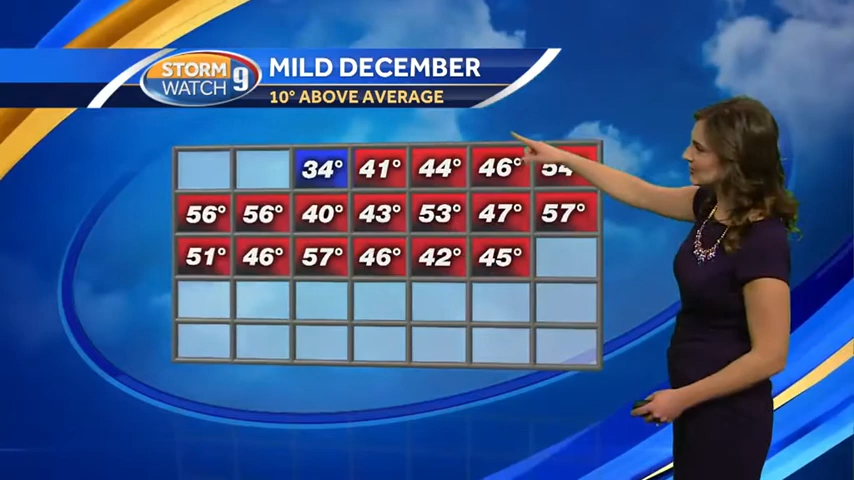 STORM
WATCH 9
MILD DECEMBER
10° ABOVE AVERAGE
34° 41° 44° 46° 54°
56° 56° 40° 43° 53° 47° 57°
51° 46° 57° 46° 42° 45°